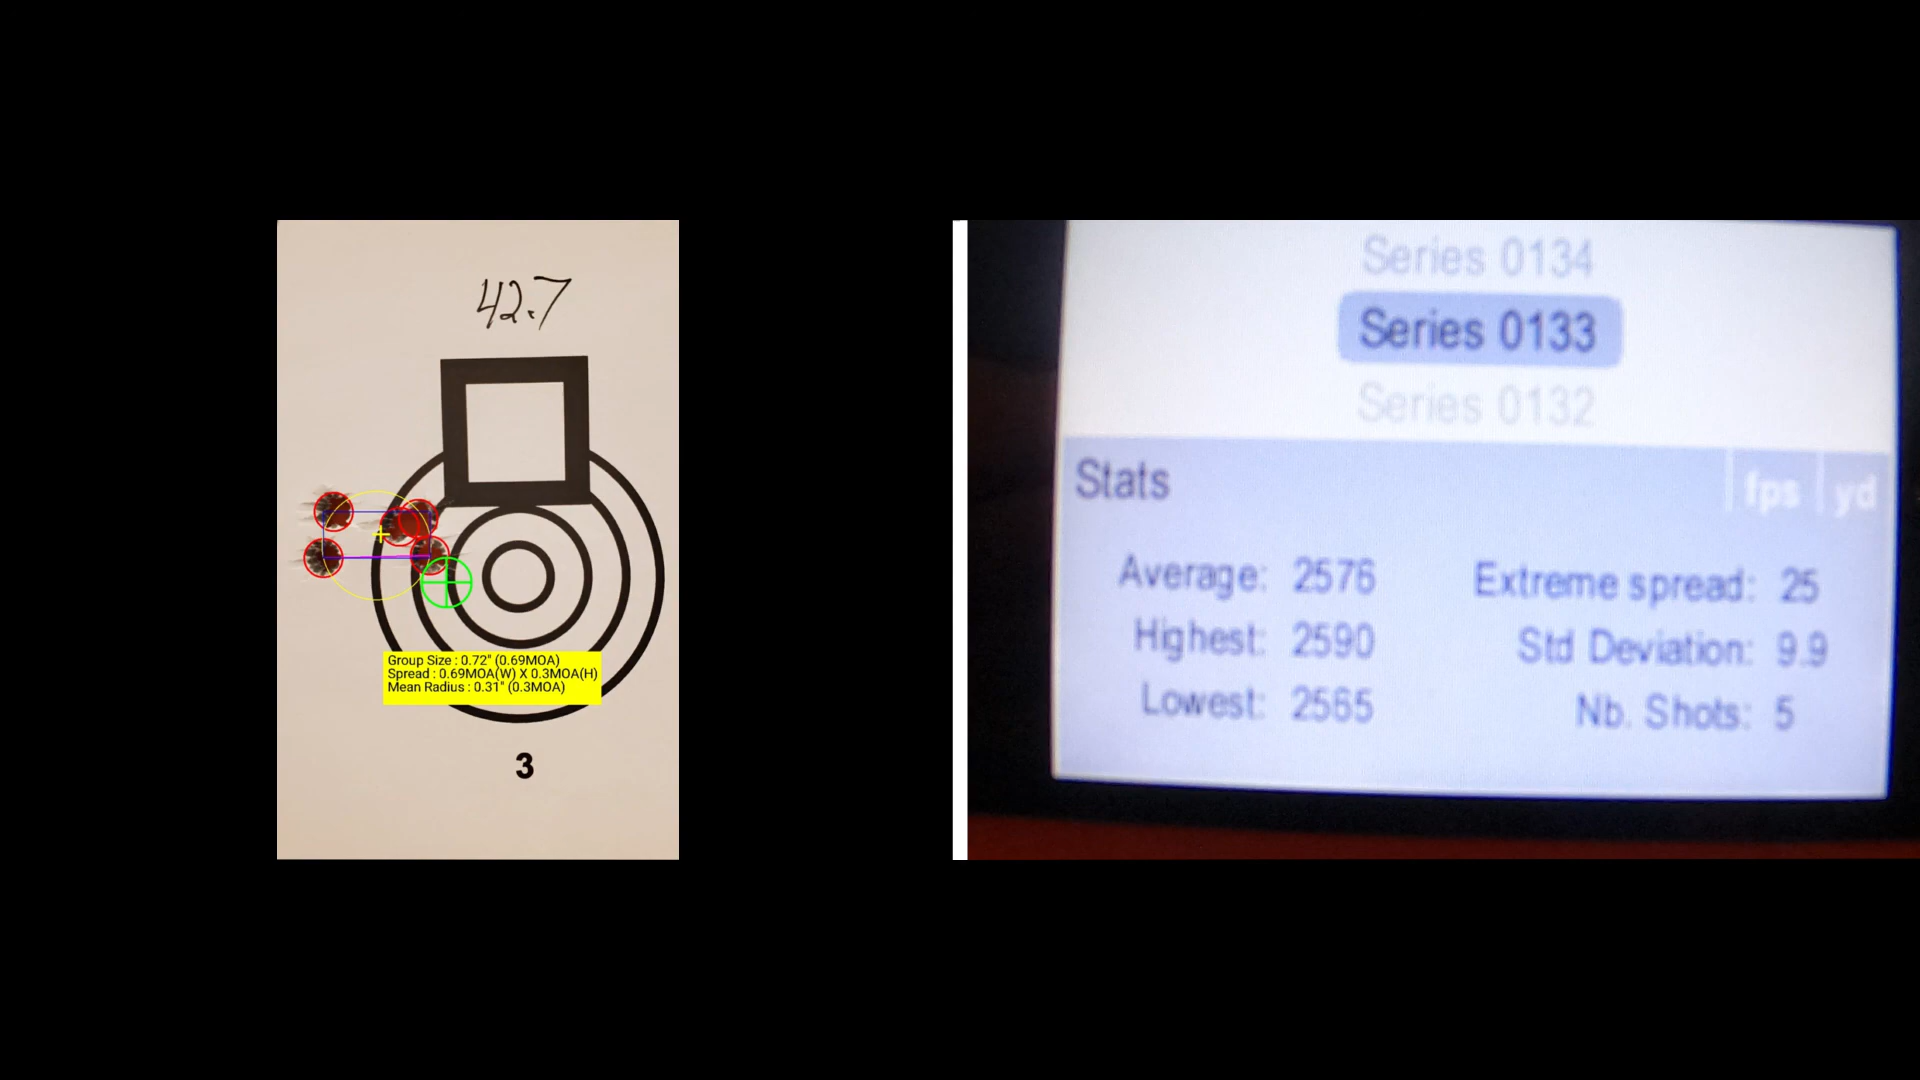 42.7
Group Size : 0.72" (0.69MOA)
Spread : 0.69MOA(W) X 0.3MOA(H)
Mean Radius : 0.31" (0.3MOA)
3
Series 0134
Series 0133
Series 0132
Stats fps yd
Average: 2576 Extreme spread: 25
Highest: 2590 Std Deviation: 9.9
Lowest: 2565 Nb. Shots: 5